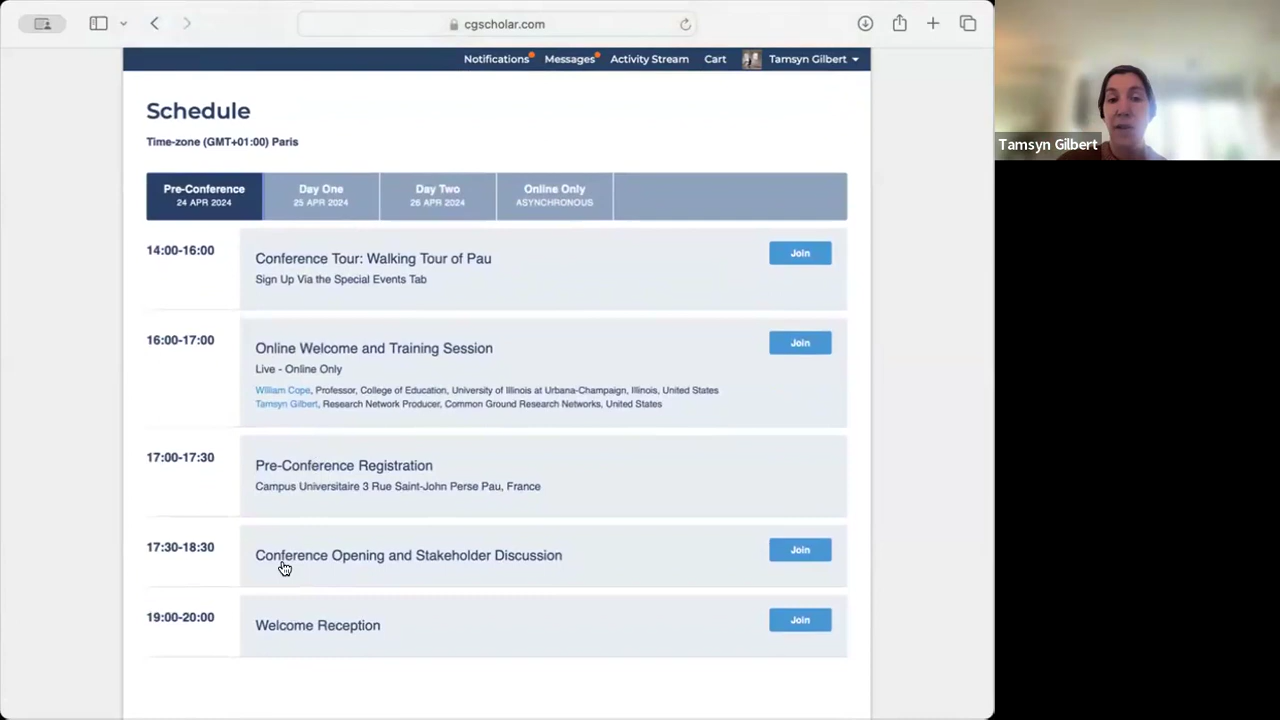 cgscholar.com
Notifications Messages Activity Stream Cart Tamsyn Gilbert
Schedule
Time-zone (GMT+01:00) Paris
Pre-Conference
24 APR 2024
Day One
25 APR 2024
Day Two
26 APR 2024
Online Only
ASYNCHRONOUS
14:00-16:00
Conference Tour: Walking Tour of Pau
Join
Sign Up Via the Special Events Tab
16:00-17:00
Online Welcome and Training Session
Join
Live - Online Only
William Cope, Professor, College of Education, University of Illinois at Urbana-Champaign, Illinois, United States
Tamsyn Gilbert, Research Network Producer, Common Ground Research Networks, United States
17:00-17:30
Pre-Conference Registration
Campus Universitaire 3 Rue Saint-John Perse Pau, France
17:30-18:30
Conference Opening and Stakeholder Discussion
Join
19:00-20:00
Welcome Reception
Join
Tamsyn Gilbert